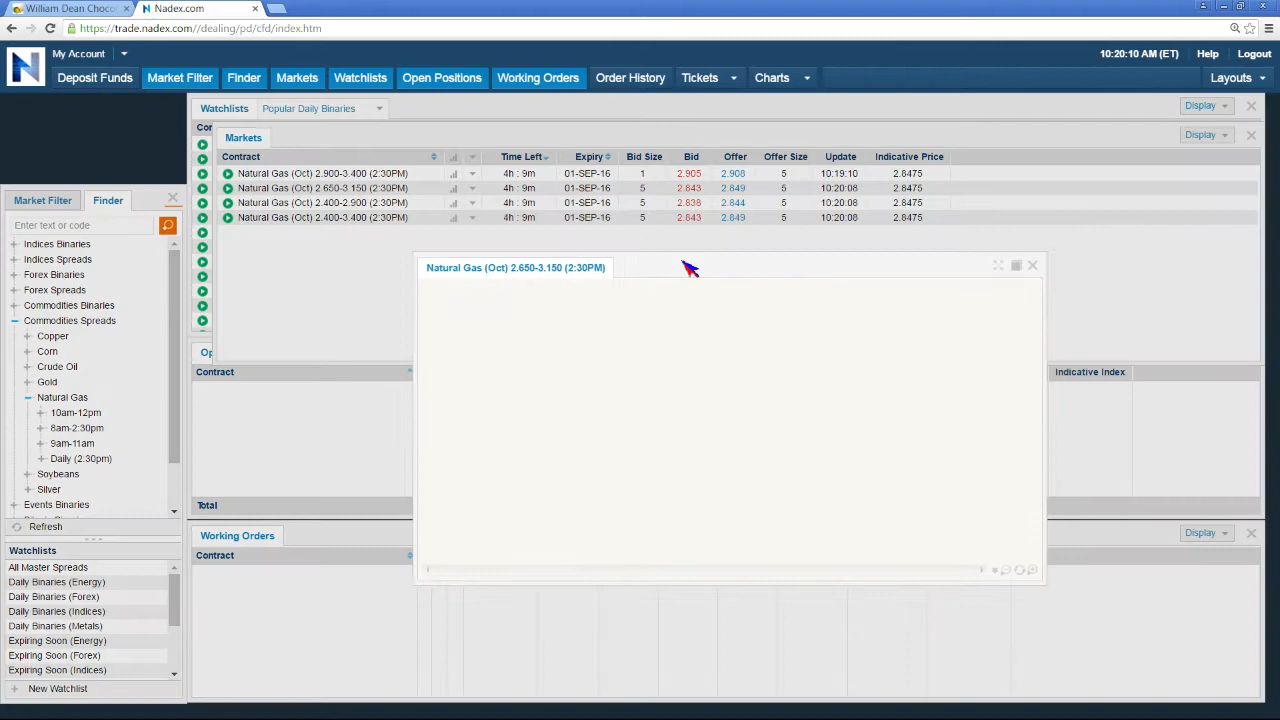 William Dean Choco
Nadex.com
https://trade.nadex.com//dealing/pd/cfd/index.htm
N
My Account
10:20:10 AM (ET)
Help
Logout
Deposit Funds
Market Filter
Finder
Markets
Watchlists
Open Positions
Working Orders
Order History
Tickets
Charts
Layouts
Watchlists
Popular Daily Binaries
Display
Con
Markets
Display
Contract Time Left Expiry Bid Size Bid Offer Offer Size Update Indicative Price
Natural Gas (Oct) 2.900-3.400 (2:30PM) 4h : 9m 01-SEP-16 1 2.905 2.908 5 10:19:10 2.8475
Natural Gas (Oct) 2.650-3.150 (2:30PM) 4h : 9m 01-SEP-16 5 2.843 2.849 5 10:20:08 2.8475
Natural Gas (Oct) 2.400-2.900 (2:30PM) 4h : 9m 01-SEP-16 5 2.838 2.844 5 10:20:08 2.8475
Natural Gas (Oct) 2.400-3.400 (2:30PM) 4h : 9m 01-SEP-16 5 2.843 2.849 5 10:20:08 2.8475
Market Filter
Finder
Enter text or code
Indices Binaries
Indices Spreads
Forex Binaries
Forex Spreads
Commodities Binaries
Commodities Spreads
Copper
Corn
Crude Oil
Gold
Natural Gas
10am-12pm
8am-2:30pm
9am-11am
Daily (2:30pm)
Soybeans
Silver
Events Binaries
Refresh
Watchlists
All Master Spreads
Daily Binaries (Energy)
Daily Binaries (Forex)
Daily Binaries (Indices)
Daily Binaries (Metals)
Expiring Soon (Energy)
Expiring Soon (Forex)
Expiring Soon (Indices)
New Watchlist
Natural Gas (Oct) 2.650-3.150 (2:30PM)
Op
Contract
Indicative Index
Total
Working Orders
Display
Contract